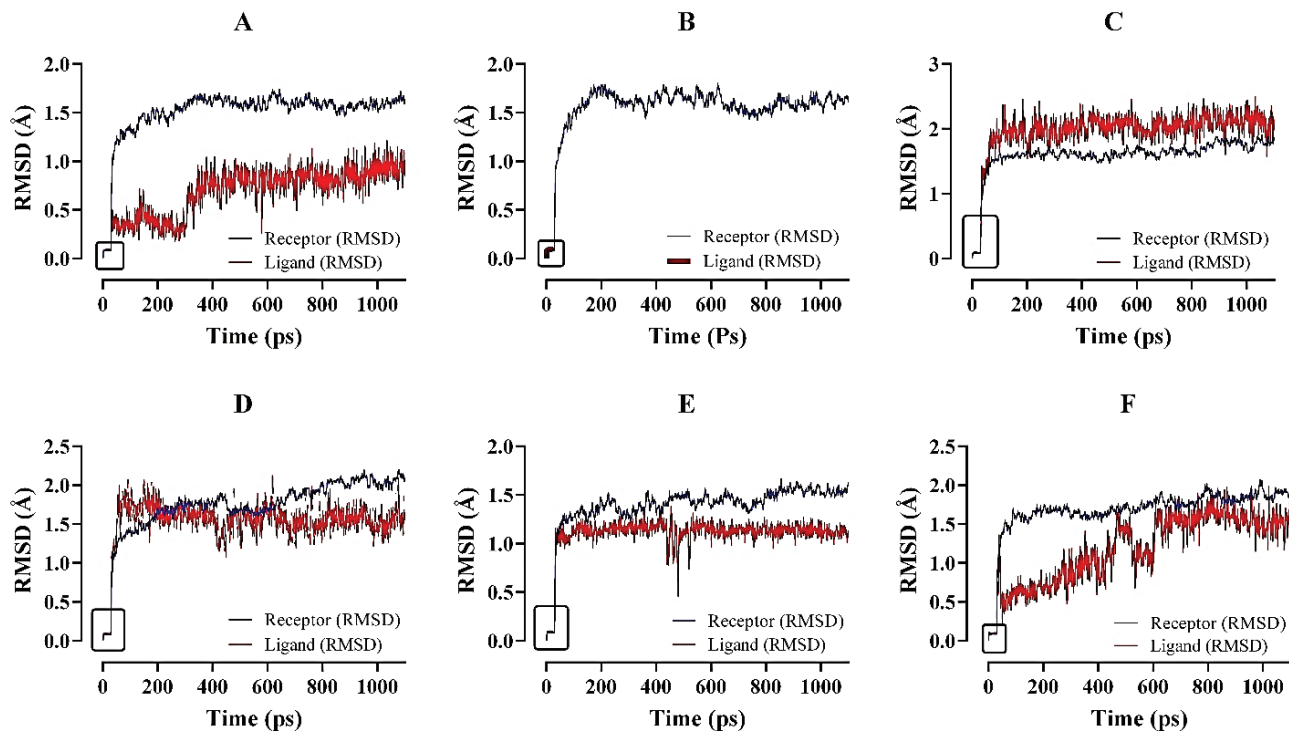 A
RMSD (Å)
2.0
1.5
1.0
0.5
0.0
Receptor (RMSD)
Ligand (RMSD)
0 200 400 600 800 1000
Time (ps)
B
RMSD (Å)
2.0
1.5
1.0
0.5
0.0
Receptor (RMSD)
Ligand (RMSD)
0 200 400 600 800 1000
Time (Ps)
C
RMSD (Å)
3
2
1
0
Receptor (RMSD)
Ligand (RMSD)
0 200 400 600 800 1000
Time (ps)
D
RMSD (Å)
2.5
2.0
1.5
1.0
0.5
0.0
Receptor (RMSD)
Ligand (RMSD)
0 200 400 600 800 1000
Time (ps)
E
RMSD (Å)
2.0
1.5
1.0
0.5
0.0
Receptor (RMSD)
Ligand (RMSD)
0 200 400 600 800 1000
Time (ps)
F
RMSD (Å)
2.5
2.0
1.5
1.0
0.5
0.0
Receptor (RMSD)
Ligand (RMSD)
0 200 400 600 800 1000
Time (ps)